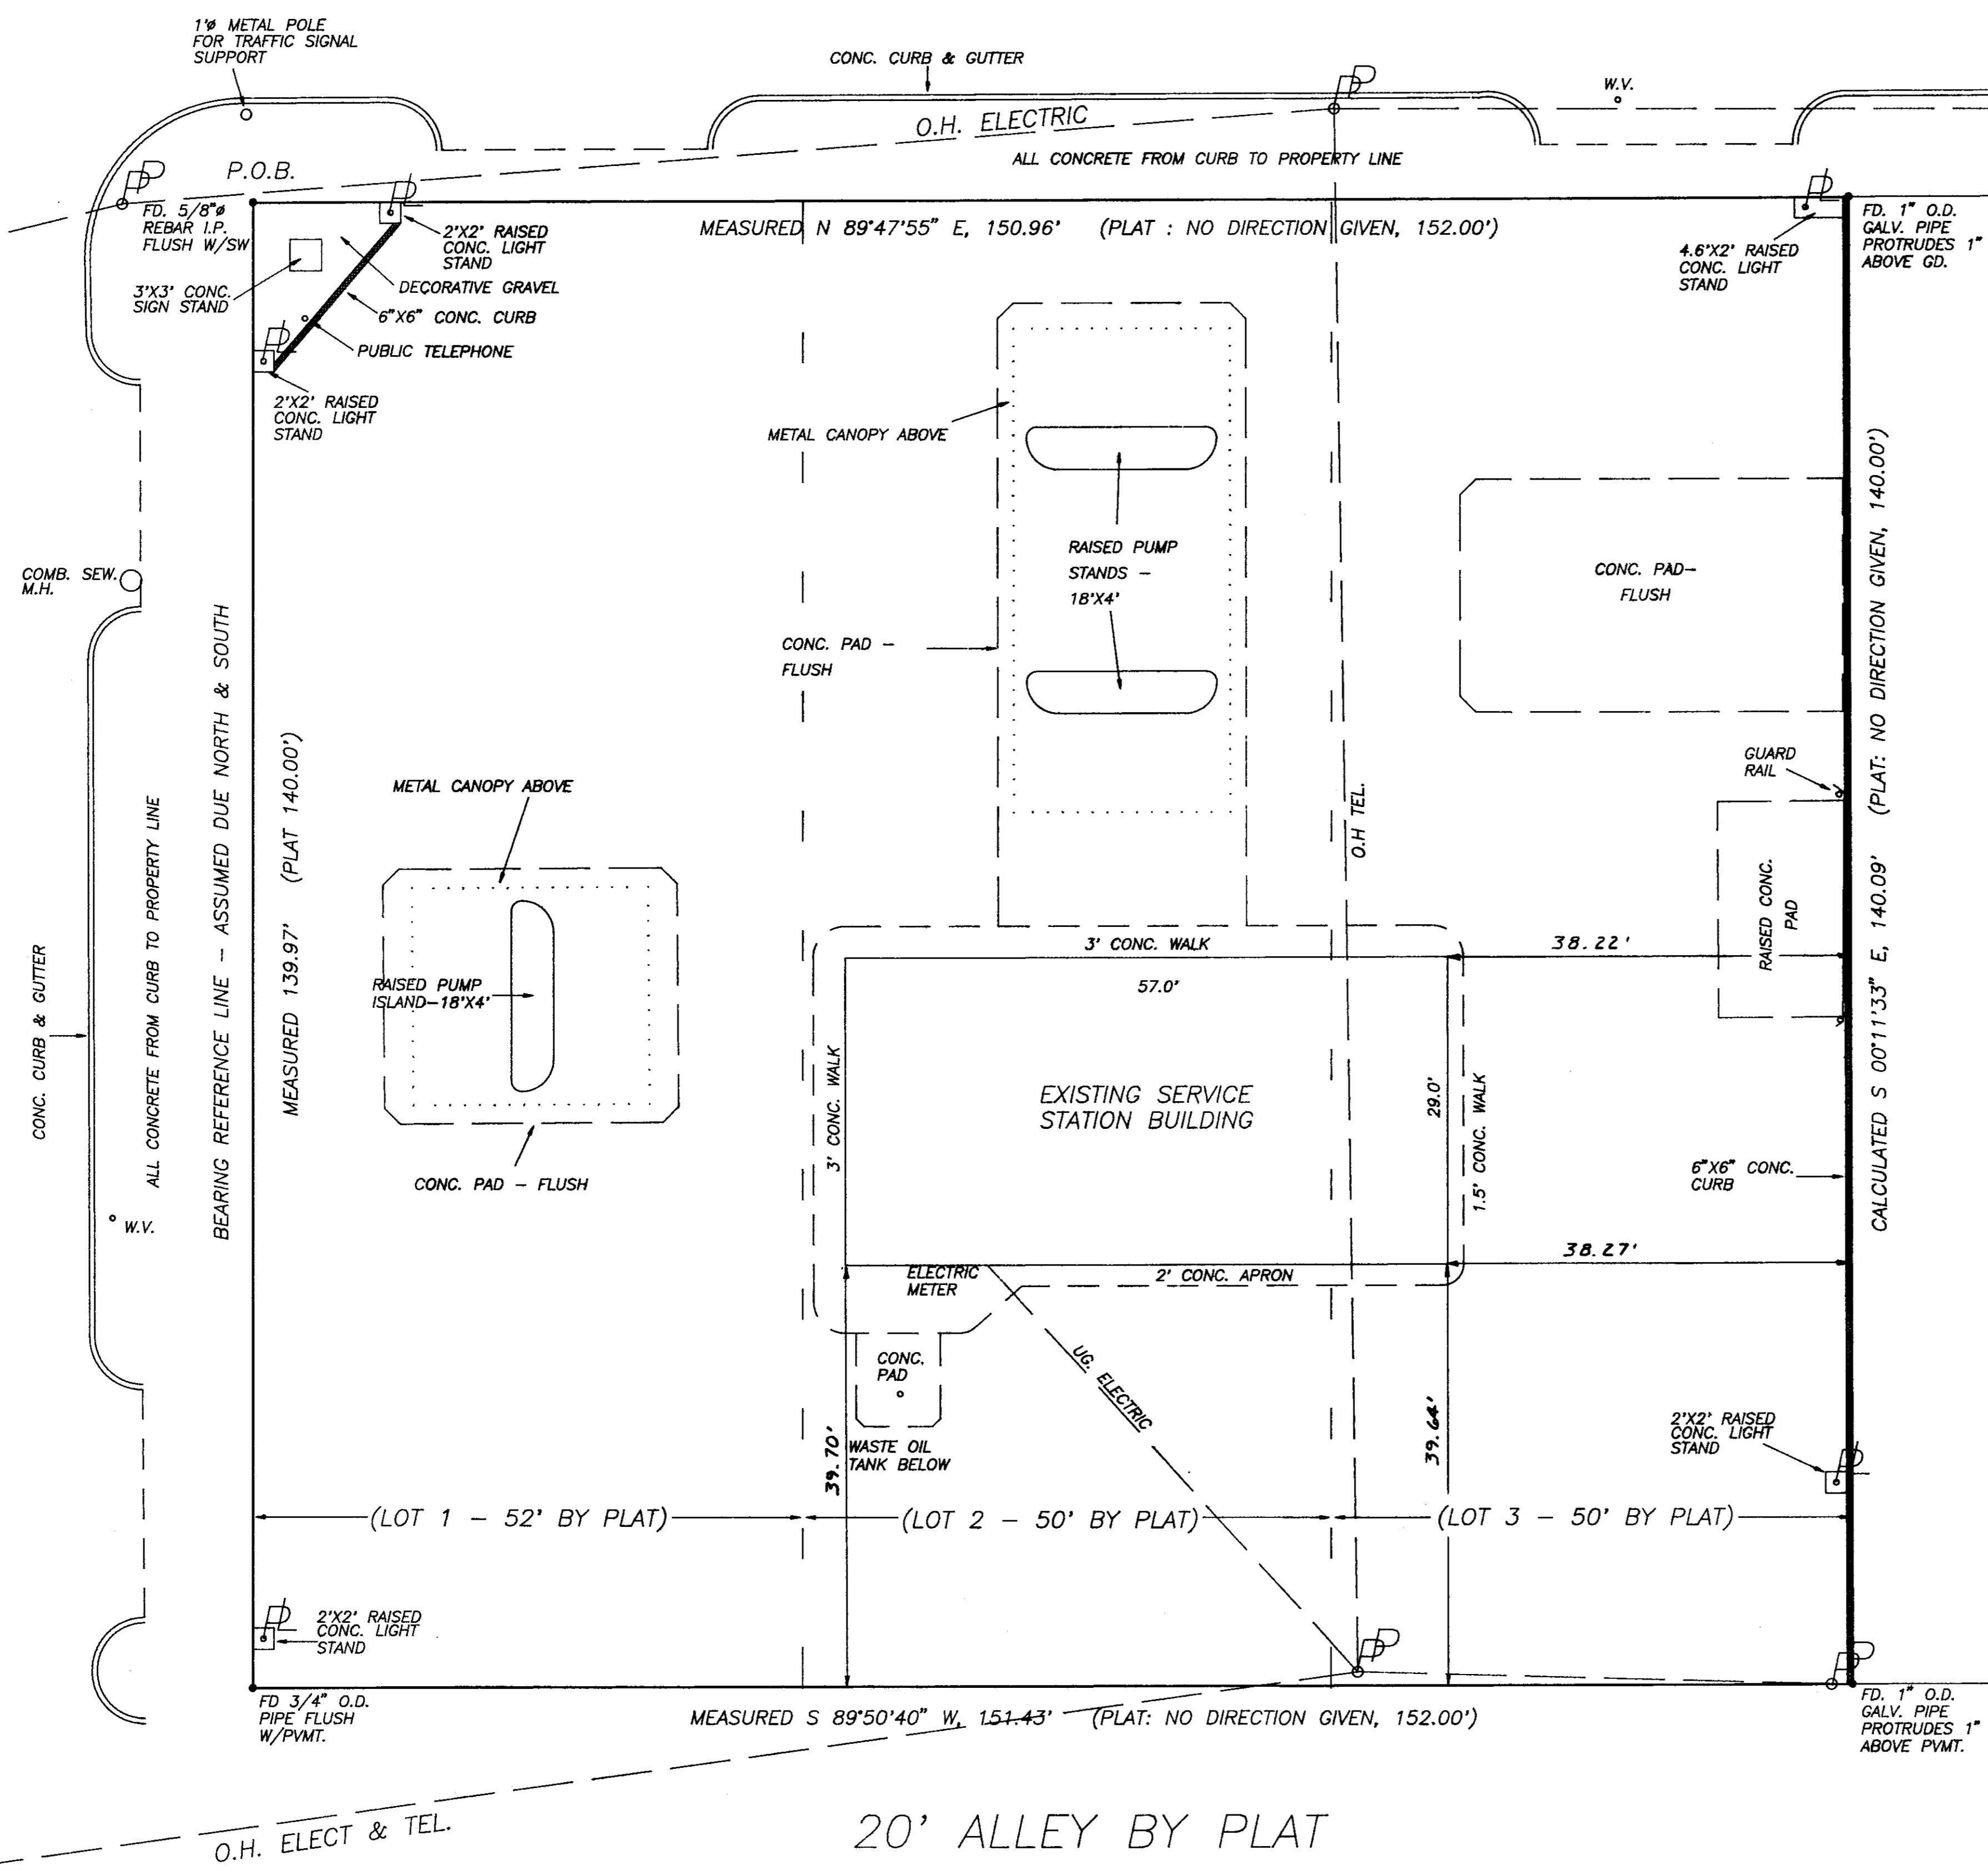 1'ø METAL POLE
FOR TRAFFIC SIGNAL
SUPPORT
CONC. CURB & GUTTER
W.V.
O.H. ELECTRIC
ALL CONCRETE FROM CURB TO PROPERTY LINE
P.O.B.
FD. 5/8"ø
REBAR I.P.
FLUSH W/SW
2'X2' RAISED
CONC. LIGHT
STAND
MEASURED N 89°47'55" E, 150.96' (PLAT : NO DIRECTION GIVEN, 152.00')
4.6'X2' RAISED
CONC. LIGHT
STAND
FD. 1" O.D.
GALV. PIPE
PROTRUDES 1"
ABOVE GD.
3'X3' CONC.
SIGN STAND
DECORATIVE GRAVEL
6"X6" CONC. CURB
PUBLIC TELEPHONE
2'X2' RAISED
CONC. LIGHT
STAND
METAL CANOPY ABOVE
RAISED PUMP
STANDS –
18'X4'
CONC. PAD–
FLUSH
COMB. SEW.
M.H.
CONC. PAD –
FLUSH
GUARD
RAIL
O.H TEL.
RAISED CONC.
PAD
CALCULATED S 00°11'33" E, 140.09' (PLAT: NO DIRECTION GIVEN, 140.00')
BEARING REFERENCE LINE – ASSUMED DUE NORTH & SOUTH
MEASURED 139.97' (PLAT 140.00')
ALL CONCRETE FROM CURB TO PROPERTY LINE
CONC. CURB & GUTTER
METAL CANOPY ABOVE
RAISED PUMP
ISLAND–18'X4'
CONC. PAD – FLUSH
W.V.
3' CONC. WALK
57.0'
38.22'
3' CONC. WALK
EXISTING SERVICE
STATION BUILDING
29.0'
1.5' CONC. WALK
6"X6" CONC.
CURB
38.27'
ELECTRIC
METER
2' CONC. APRON
CONC.
PAD
UG. ELECTRIC
39.70'
WASTE OIL
TANK BELOW
39.64'
2'X2' RAISED
CONC. LIGHT
STAND
(LOT 1 – 52' BY PLAT)
(LOT 2 – 50' BY PLAT)
(LOT 3 – 50' BY PLAT)
2'X2' RAISED
CONC. LIGHT
STAND
FD 3/4" O.D.
PIPE FLUSH
W/PVMT.
MEASURED S 89°50'40" W, 151.43' (PLAT: NO DIRECTION GIVEN, 152.00')
FD. 1" O.D.
GALV. PIPE
PROTRUDES 1"
ABOVE PVMT.
O.H. ELECT & TEL.
20' ALLEY BY PLAT